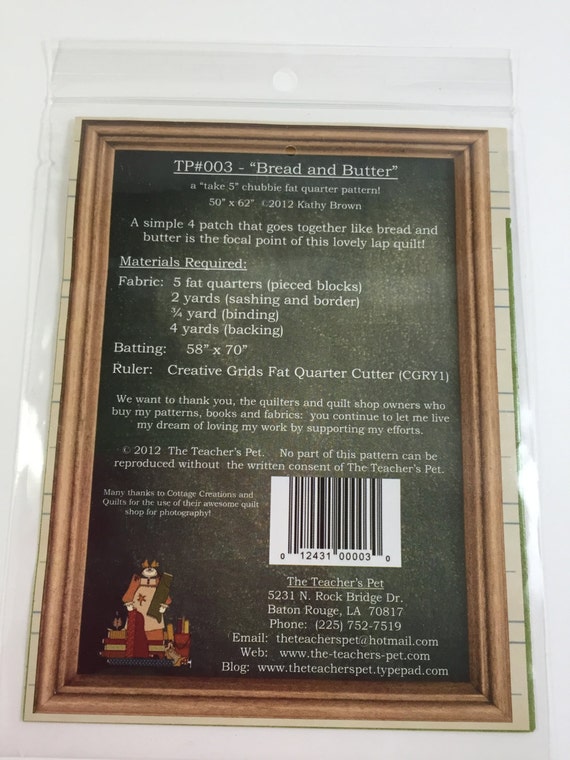 TP#003 - “Bread and Butter”
a “take 5” chubbie fat quarter pattern!
50” x 62” ©2012 Kathy Brown
A simple 4 patch that goes together like bread and
butter is the focal point of this lovely lap quilt!
Materials Required:
Fabric: 5 fat quarters (pieced blocks)
2 yards (sashing and border)
¾ yard (binding)
4 yards (backing)
Batting: 58” x 70”
Ruler: Creative Grids Fat Quarter Cutter (CGRY1)
We want to thank you, the quilters and quilt shop owners who
buy my patterns, books and fabrics: you continue to let me live
my dream of loving my work by supporting my efforts.
© 2012 The Teacher's Pet. No part of this pattern can be
reproduced without the written consent of The Teacher's Pet.
Many thanks to Cottage Creations and
Quilts for the use of their awesome quilt
shop for photography!
0 12431 00003 0
The Teacher's Pet
5231 N. Rock Bridge Dr.
Baton Rouge, LA 70817
Phone: (225) 752-7519
Email: theteacherspet@hotmail.com
Web: www.the-teachers-pet.com
Blog: www.theteacherspet.typepad.com